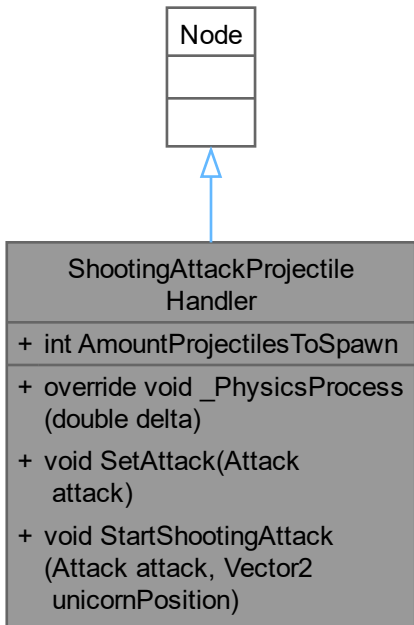 Node
ShootingAttackProjectile
Handler
+ int AmountProjectilesToSpawn
+ override void _PhysicsProcess
(double delta)
+ void SetAttack(Attack
attack)
+ void StartShootingAttack
(Attack attack, Vector2
unicornPosition)